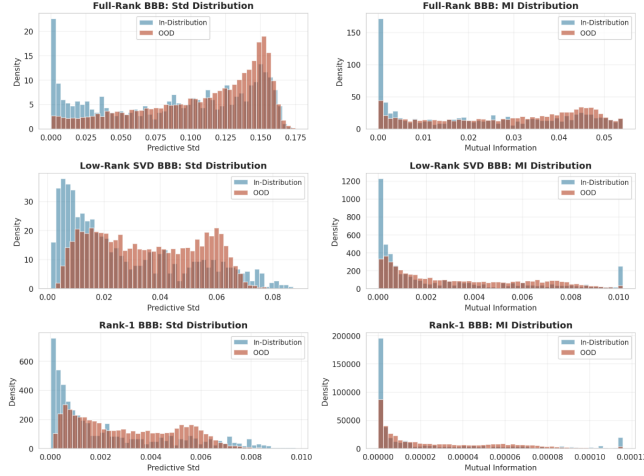 Full-Rank BBB: Std Distribution
In-Distribution
OOD
Density
20
15
10
5
0
0.000 0.025 0.050 0.075 0.100 0.125 0.150 0.175
Predictive Std
Full-Rank BBB: MI Distribution
In-Distribution
OOD
Density
150
100
50
0
0.00 0.01 0.02 0.03 0.04 0.05
Mutual Information
Low-Rank SVD BBB: Std Distribution
In-Distribution
OOD
Density
30
20
10
0
0.00 0.02 0.04 0.06 0.08
Predictive Std
Low-Rank SVD BBB: MI Distribution
In-Distribution
OOD
Density
1200
1000
800
600
400
200
0
0.000 0.002 0.004 0.006 0.008 0.010
Mutual Information
Rank-1 BBB: Std Distribution
In-Distribution
OOD
Density
600
400
200
0
0.000 0.002 0.004 0.006 0.008 0.010
Predictive Std
Rank-1 BBB: MI Distribution
In-Distribution
OOD
Density
200000
150000
100000
50000
0
0.00000 0.00002 0.00004 0.00006 0.00008 0.00010
Mutual Information